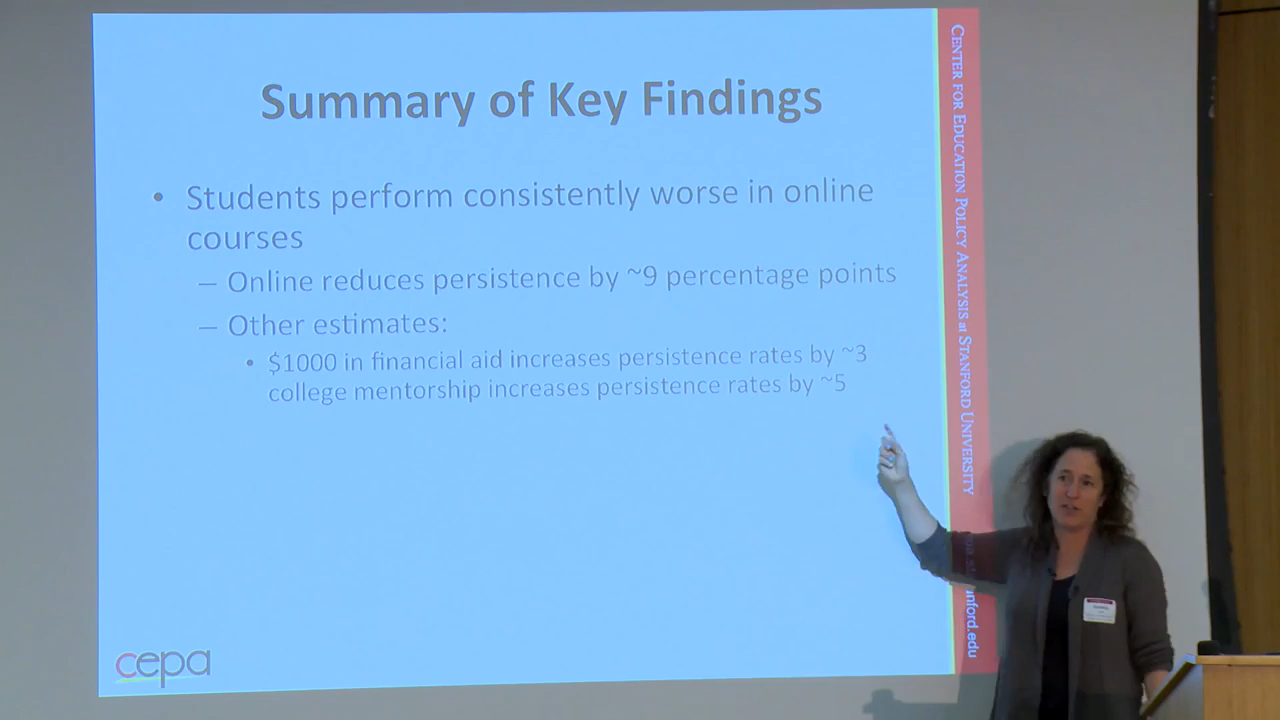 Summary of Key Findings
• Students perform consistently worse in online
courses
– Online reduces persistence by ~9 percentage points
– Other estimates:
• $1000 in financial aid increases persistence rates by ~3
college mentorship increases persistence rates by ~5
cepa
CENTER FOR EDUCATION POLICY ANALYSIS at STANFORD UNIVERSITY
anford.edu